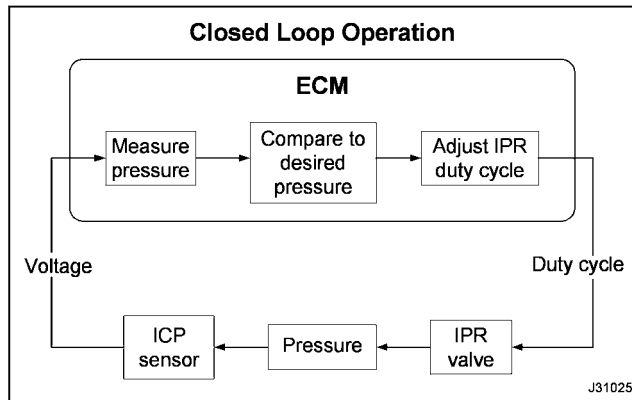 Closed Loop Operation
ECM
Measure
pressure
Compare to
desired
pressure
Adjust IPR
duty cycle
Voltage
Duty cycle
ICP
sensor
Pressure
IPR
valve
J31025